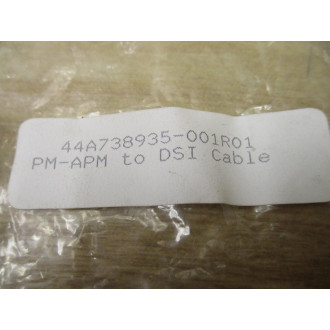 44A738935-001R01
PM-APM to DSI Cable